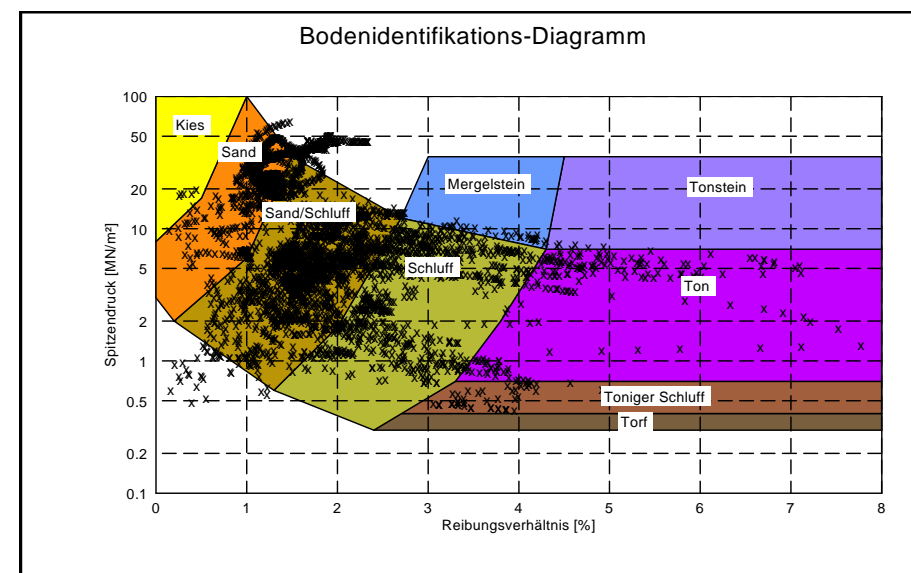 Bodenidentifikations-Diagramm
100
50
20
10
5
2
1
0.5
0.2
0.1
Spitzendruck [MN/m²]
Kies
Sand
Sand/Schluff
Mergelstein
Tonstein
Schluff
Ton
Toniger Schluff
Torf
0 1 2 3 4 5 6 7 8
Reibungsverhältnis [%]